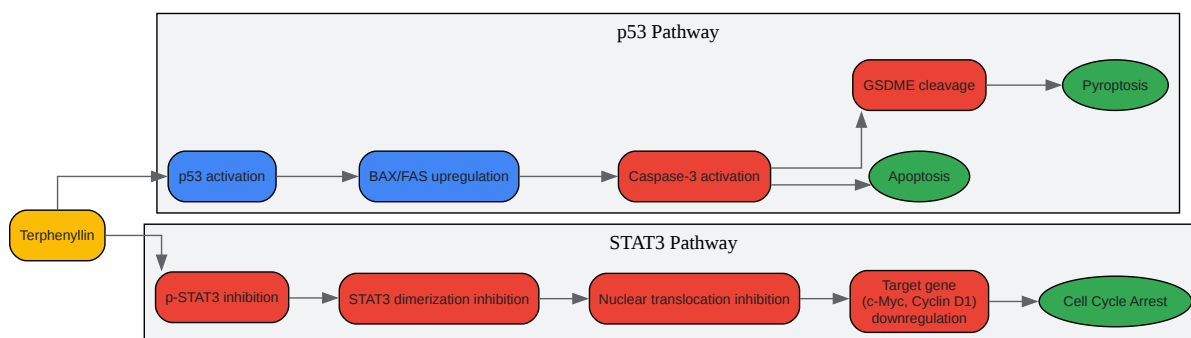 p53 Pathway
GSDME cleavage
Pyroptosis
p53 activation
BAX/FAS upregulation
Caspase-3 activation
Apoptosis
Terphenyllin
STAT3 Pathway
p-STAT3 inhibition
STAT3 dimerization inhibition
Nuclear translocation inhibition
Target gene
(c-Myc, Cyclin D1)
downregulation
Cell Cycle Arrest